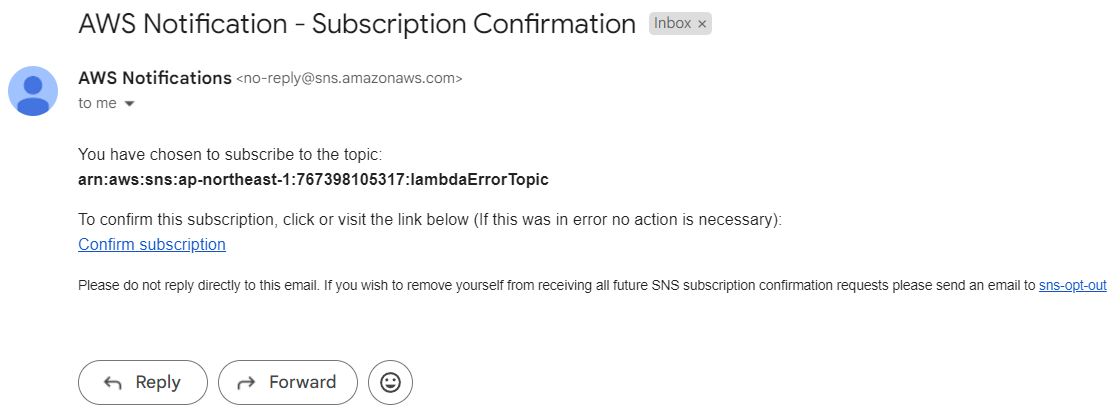 AWS Notification - Subscription Confirmation Inbox ×
AWS Notifications <no-reply@sns.amazonaws.com>
to me
You have chosen to subscribe to the topic:
arn:aws:sns:ap-northeast-1:767398105317:lambdaErrorTopic
To confirm this subscription, click or visit the link below (If this was in error no action is necessary):
Confirm subscription
Please do not reply directly to this email. If you wish to remove yourself from receiving all future SNS subscription confirmation requests please send an email to sns-opt-out
Reply Forward